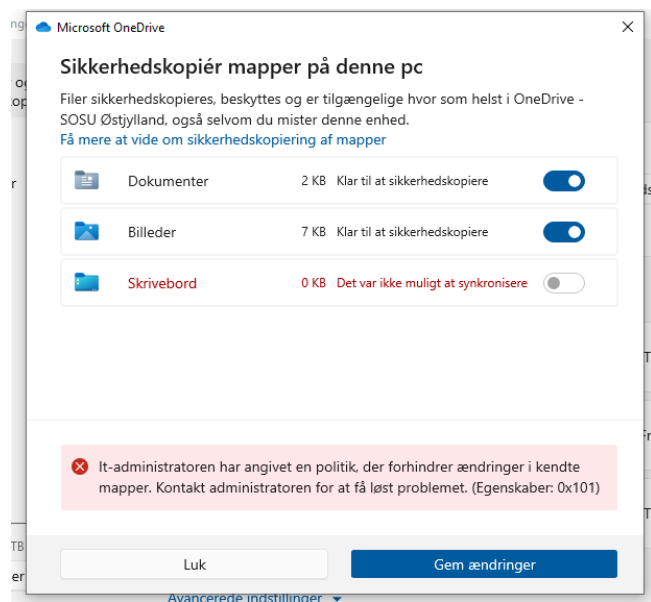 Microsoft OneDrive
Sikkerhedskopiér mapper på denne pc
Filer sikkerhedskopieres, beskyttes og er tilgængelige hvor som helst i OneDrive -
SOSU Østjylland, også selvom du mister denne enhed.
Få mere at vide om sikkerhedskopiering af mapper
Dokumenter 2 KB Klar til at sikkerhedskopiere
Billeder 7 KB Klar til at sikkerhedskopiere
Skrivebord 0 KB Det var ikke muligt at synkronisere
It-administratoren har angivet en politik, der forhindrer ændringer i kendte
mapper. Kontakt administratoren for at få løst problemet. (Egenskaber: 0x101)
TB
Luk Gem ændringer
er
Avancerede indstillinger